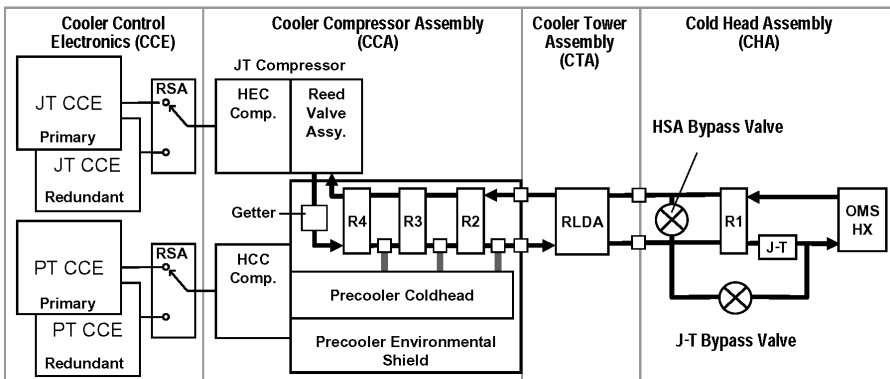 Cooler Control
Electronics (CCE)
Cooler Compressor Assembly
(CCA)
Cooler Tower
Assembly
(CTA)
Cold Head Assembly
(CHA)
JT CCE
Primary
JT CCE
Redundant
RSA
PT CCE
Primary
PT CCE
Redundant
RSA
JT Compressor
HEC
Comp.
Reed
Valve
Assy.
Getter
R4
R3
R2
HCC
Comp.
Precooler Coldhead
Precooler Environmental
Shield
RLDA
HSA Bypass Valve
R1
J-T
OMS
HX
J-T Bypass Valve